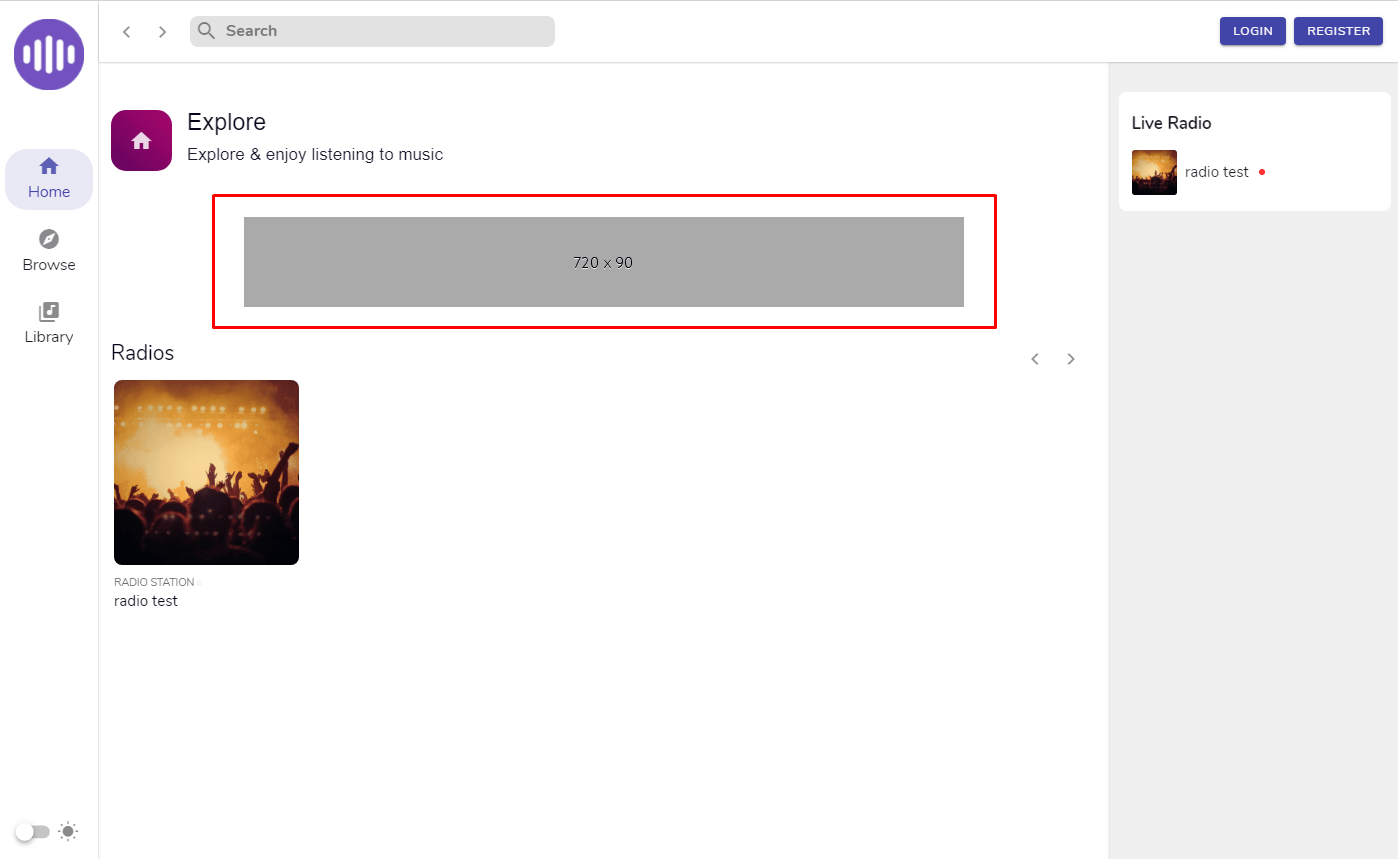 Search
LOGIN
REGISTER
Home
Browse
Library
Explore
Explore & enjoy listening to music
720 x 90
Radios
RADIO STATION
radio test
Live Radio
radio test